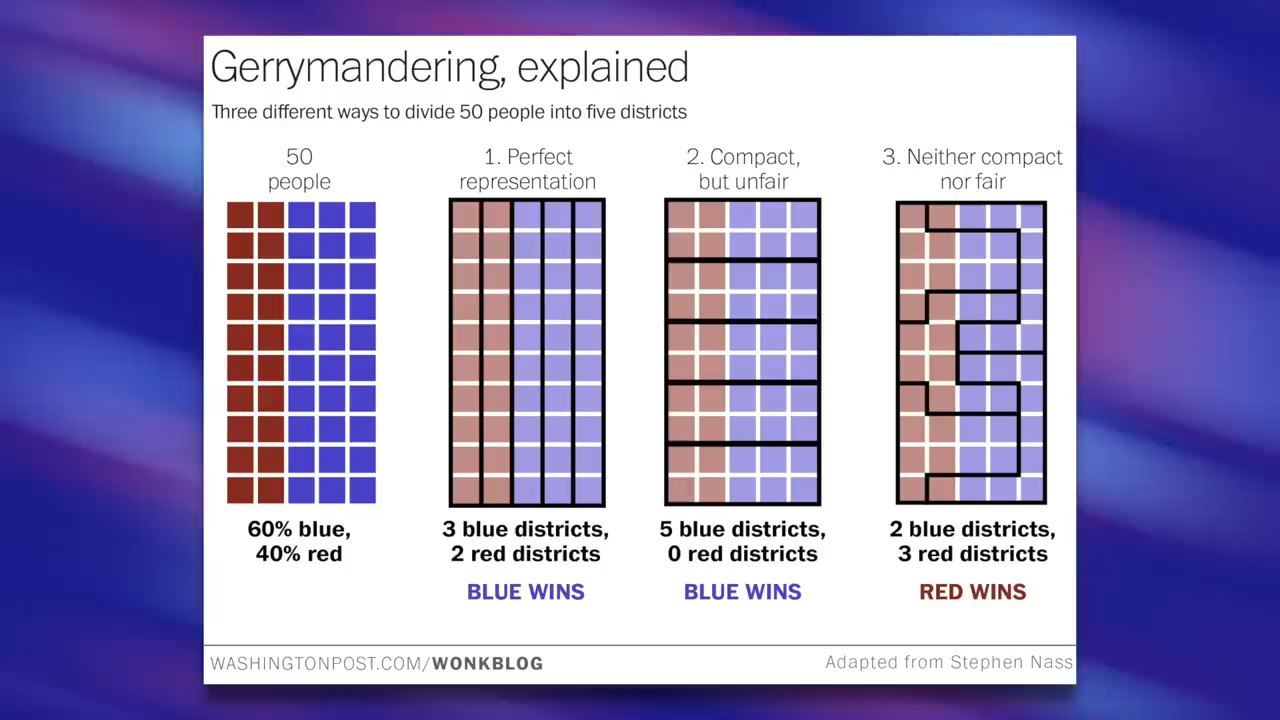 Gerrymandering, explained
Three different ways to divide 50 people into five districts
50
people
1. Perfect
representation
2. Compact,
but unfair
3. Neither compact
nor fair
60% blue,
40% red
3 blue districts,
2 red districts
BLUE WINS
5 blue districts,
0 red districts
BLUE WINS
2 blue districts,
3 red districts
RED WINS
WASHINGTONPOST.COM/WONKBLOG
Adapted from Stephen Nass